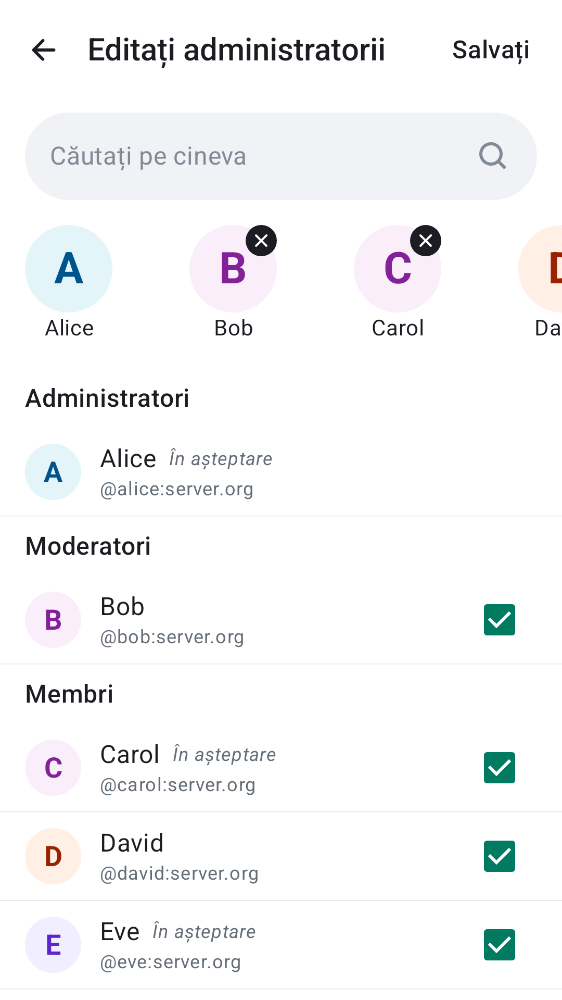 Editați administratorii
Salvați
Căutați pe cineva
A
B
C
D
Alice
Bob
Carol
Da
Administratori
A
Alice În așteptare
@alice:server.org
Moderatori
B
Bob
@bob:server.org
Membri
C
Carol În așteptare
@carol:server.org
D
David
@david:server.org
E
Eve În așteptare
@eve:server.org